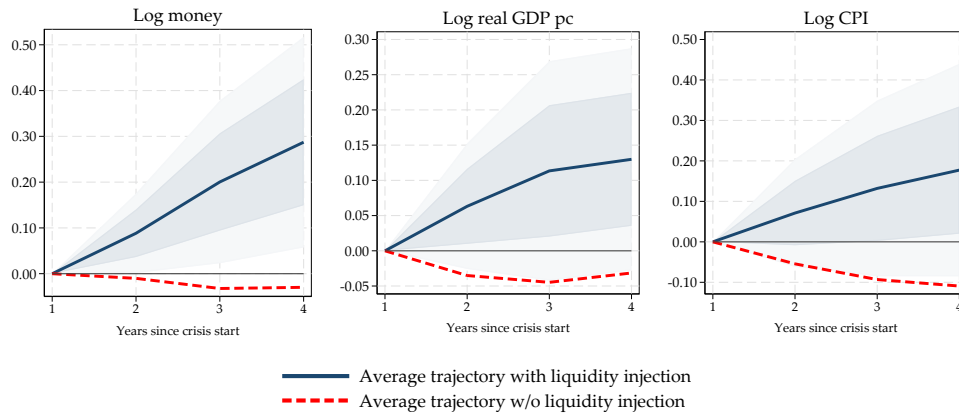 Log money
0.50
0.40
0.30
0.20
0.10
0.00
1 2 3 4
Years since crisis start
Log real GDP pc
0.30
0.25
0.20
0.15
0.10
0.05
0.00
-0.05
1 2 3 4
Years since crisis start
Log CPI
0.50
0.40
0.30
0.20
0.10
0.00
-0.10
1 2 3 4
Years since crisis start
Average trajectory with liquidity injection
Average trajectory w/o liquidity injection